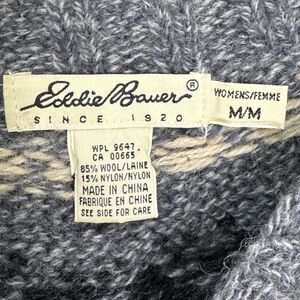 Eddie Bauer®
SINCE 1920
WOMENS/FEMME
M/M
WPL 9647
CA 00665
85% WOOL/LAINE
15% NYLON/NYLON
MADE IN CHINA
FABRIQUE EN CHINE
SEE SIDE FOR CARE